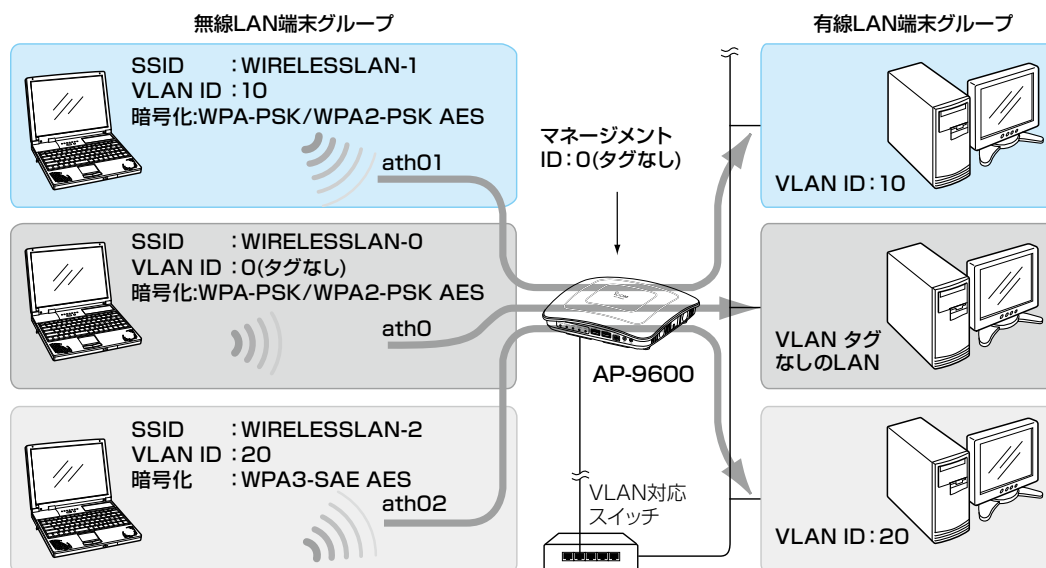 無線LAN端末グループ
有線LAN端末グループ
SSID :WIRELESSLAN-1
VLAN ID :10
暗号化:WPA-PSK/WPA2-PSK AES
ath01
マネージメント
ID:0(タグなし)
VLAN ID:10
SSID :WIRELESSLAN-0
VLAN ID :0(タグなし)
暗号化:WPA-PSK/WPA2-PSK AES
ath0
AP-9600
VLAN タグ
なしのLAN
SSID :WIRELESSLAN-2
VLAN ID :20
暗号化 :WPA3-SAE AES
ath02
VLAN対応
スイッチ
VLAN ID:20